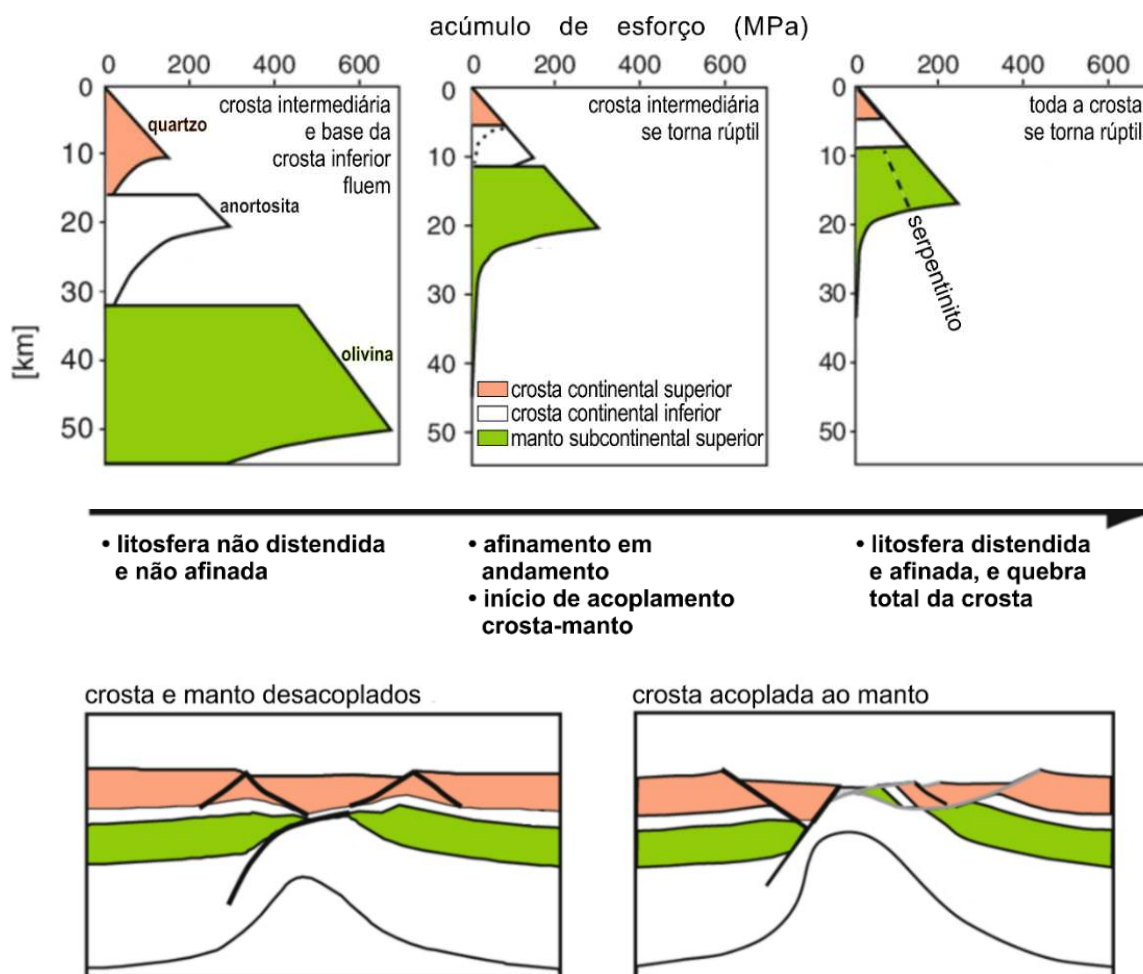 acúmulo de esforço (MPa)
0 200 400 600
0 200 400 600
0 200 400 600
0
10
20
30
40
50
[km]
crosta intermediária
e base da
crosta inferior
fluem
quartzo
anortosita
olivina
0
10
20
30
40
50
crosta intermediária
se torna rúptil
crosta continental superior
crosta continental inferior
manto subcontinental superior
0
10
20
30
40
50
toda a crosta
se torna rúptil
serpentinito
• litosfera não distendida
e não afinada
• afinamento em
andamento
• início de acoplamento
crosta-manto
• litosfera distendida
e afinada, e quebra
total da crosta
crosta e manto desacoplados
crosta acoplada ao manto